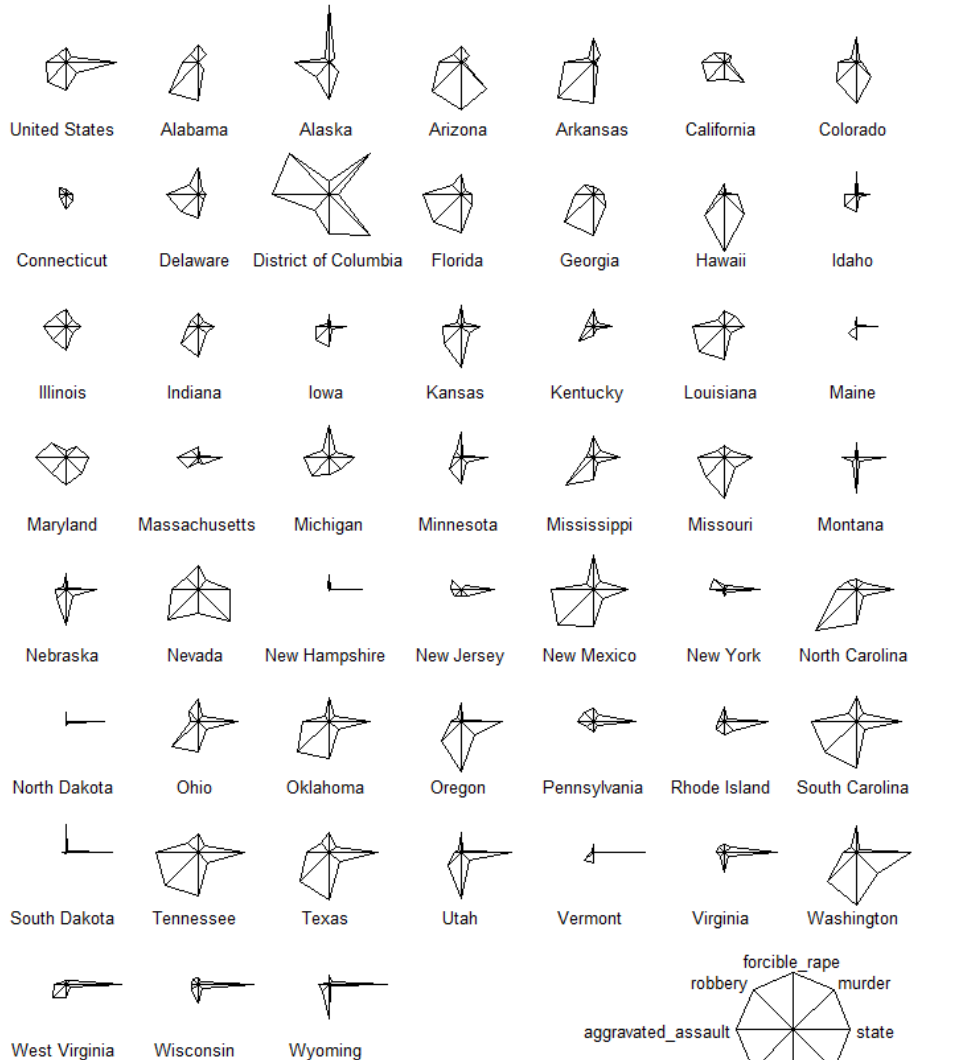 United States Alabama Alaska Arizona Arkansas California Colorado
Connecticut Delaware District of Columbia Florida Georgia Hawaii Idaho
Illinois Indiana Iowa Kansas Kentucky Louisiana Maine
Maryland Massachusetts Michigan Minnesota Mississippi Missouri Montana
Nebraska Nevada New Hampshire New Jersey New Mexico New York North Carolina
North Dakota Ohio Oklahoma Oregon Pennsylvania Rhode Island South Carolina
South Dakota Tennessee Texas Utah Vermont Virginia Washington
forcible_rape
robbery murder
aggravated_assault state
West Virginia Wisconsin Wyoming